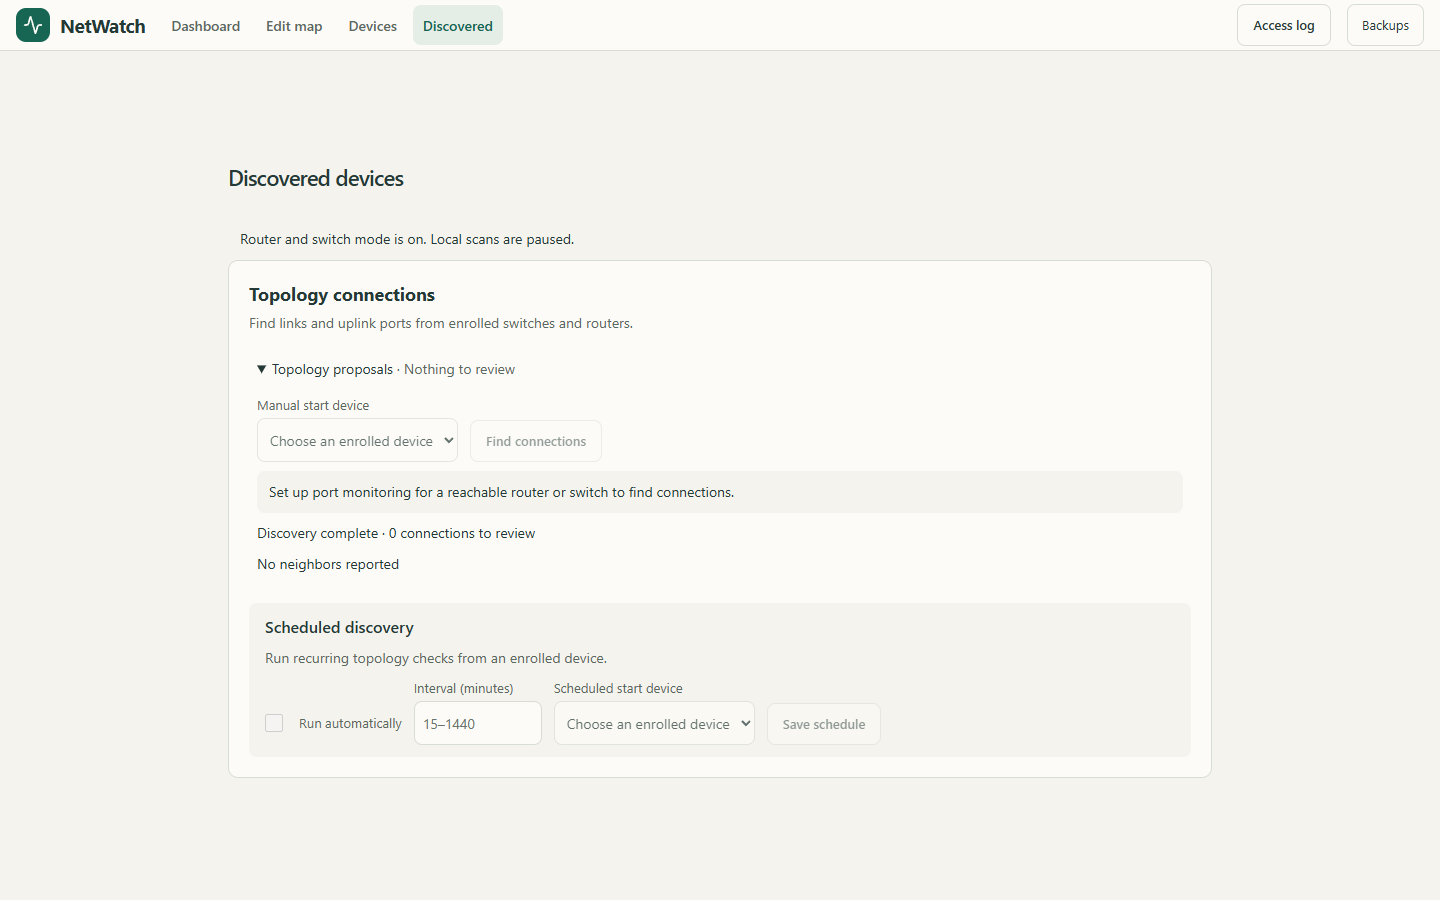 NetWatch Dashboard Edit map Devices Discovered Access log Backups
Discovered devices
Router and switch mode is on. Local scans are paused.
Topology connections
Find links and uplink ports from enrolled switches and routers.
▼ Topology proposals · Nothing to review
Manual start device
Choose an enrolled device Find connections
Set up port monitoring for a reachable router or switch to find connections.
Discovery complete · 0 connections to review
No neighbors reported
Scheduled discovery
Run recurring topology checks from an enrolled device.
Interval (minutes) Scheduled start device
Run automatically 15–1440 Choose an enrolled device Save schedule